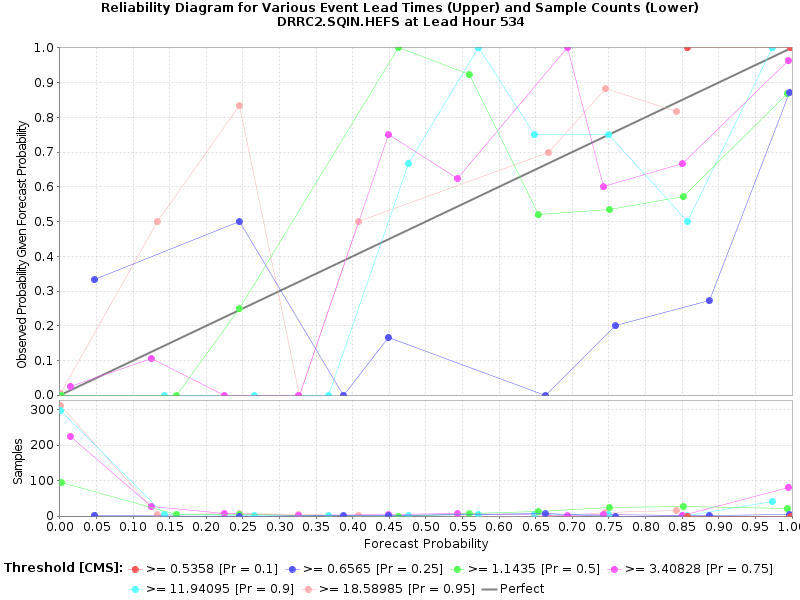 Reliability Diagram for Various Event Lead Times (Upper) and Sample Counts (Lower)
DRRC2.SQIN.HEFS at Lead Hour 534
Observed Probability Given Forecast Probability
1.0
0.9
0.8
0.7
0.6
0.5
0.4
0.3
0.2
0.1
0.0
Samples
300
200
100
0
0.00 0.05 0.10 0.15 0.20 0.25 0.30 0.35 0.40 0.45 0.50 0.55 0.60 0.65 0.70 0.75 0.80 0.85 0.90 0.95 1.0
Forecast Probability
Threshold [CMS]: >= 0.5358 [Pr = 0.1] >= 0.6565 [Pr = 0.25] >= 1.1435 [Pr = 0.5] >= 3.40828 [Pr = 0.75]
>= 11.94095 [Pr = 0.9] >= 18.58985 [Pr = 0.95] Perfect